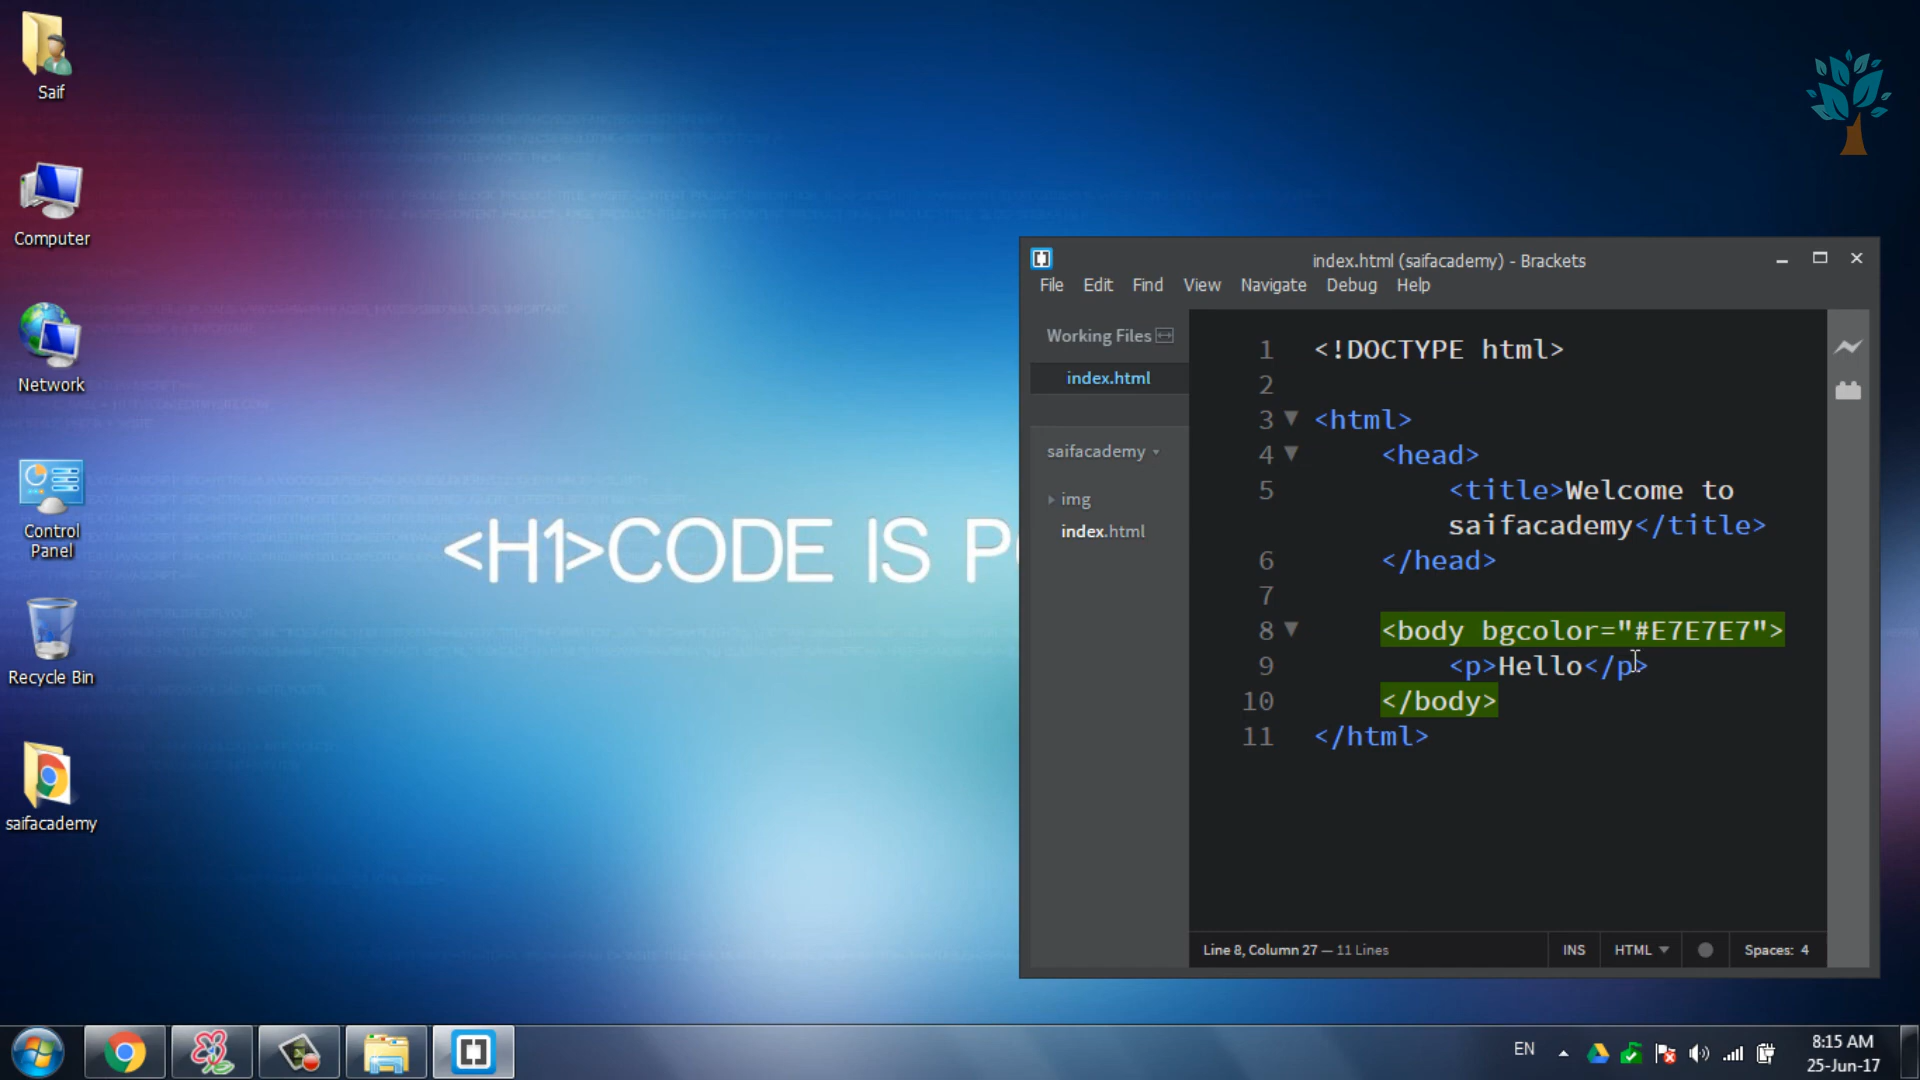 Saif
Computer
Network
Control
Panel
Recycle Bin
saifacademy
<H1>CODE IS P
index.html (saifacademy) - Brackets
File Edit Find View Navigate Debug Help
Working Files
index.html
saifacademy
img
index.html
1 <!DOCTYPE html>
2
3 <html>
4 <head>
5 <title>Welcome to
saifacademy</title>
6 </head>
7
8 <body bgcolor="#E7E7E7">
9 <p>Hello</p>
10 </body>
11 </html>
Line 8, Column 27 — 11 Lines
INS
HTML
Spaces: 4
EN
8:15 AM
25-Jun-17